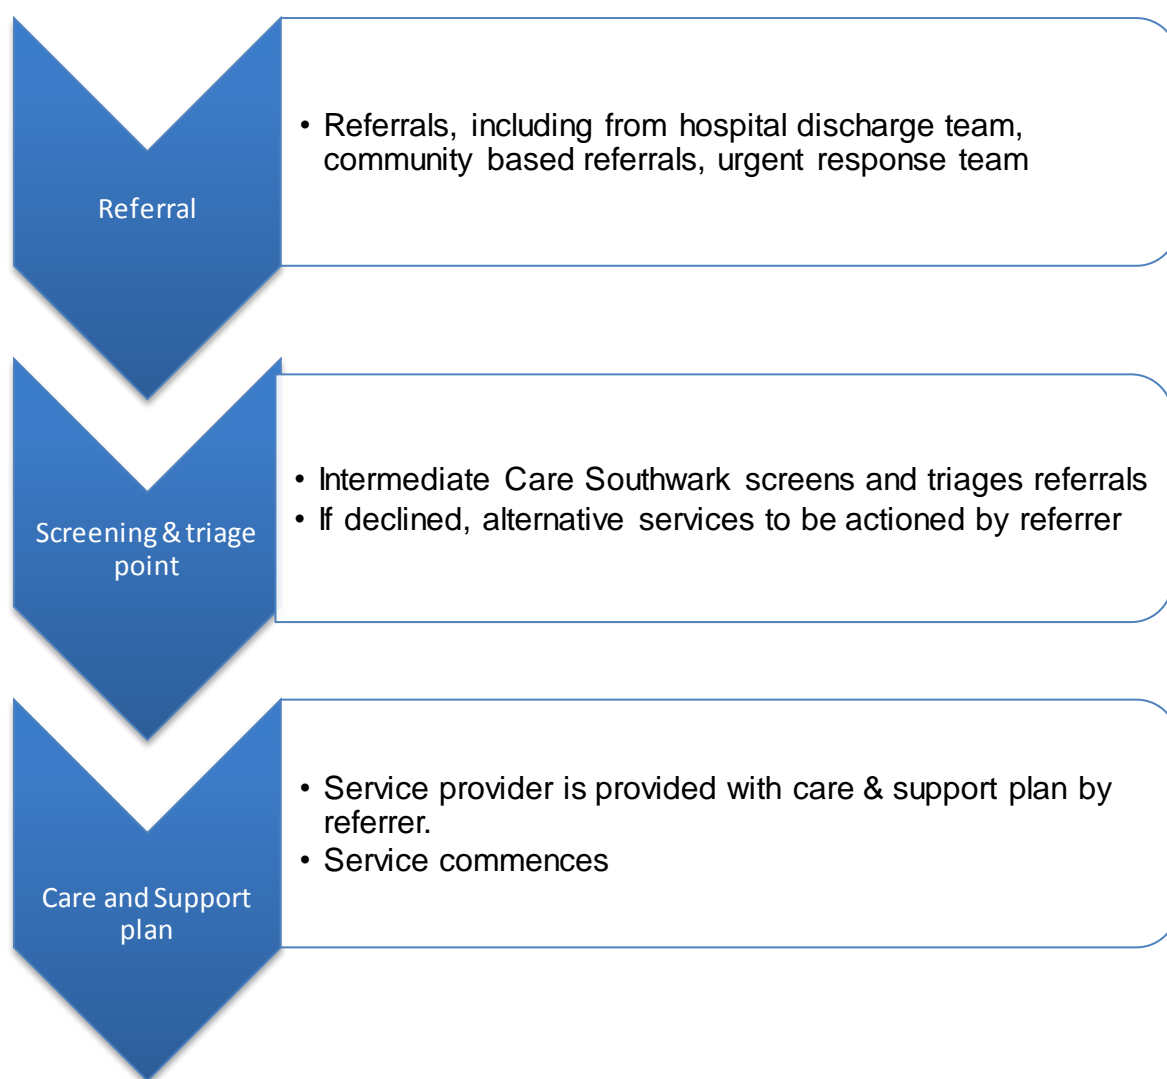 Referral
• Referrals, including from hospital discharge team,
community based referrals, urgent response team
Screening & triage
point
• Intermediate Care Southwark screens and triages referrals
• If declined, alternative services to be actioned by referrer
Care and Support
plan
• Service provider is provided with care & support plan by
referrer.
• Service commences